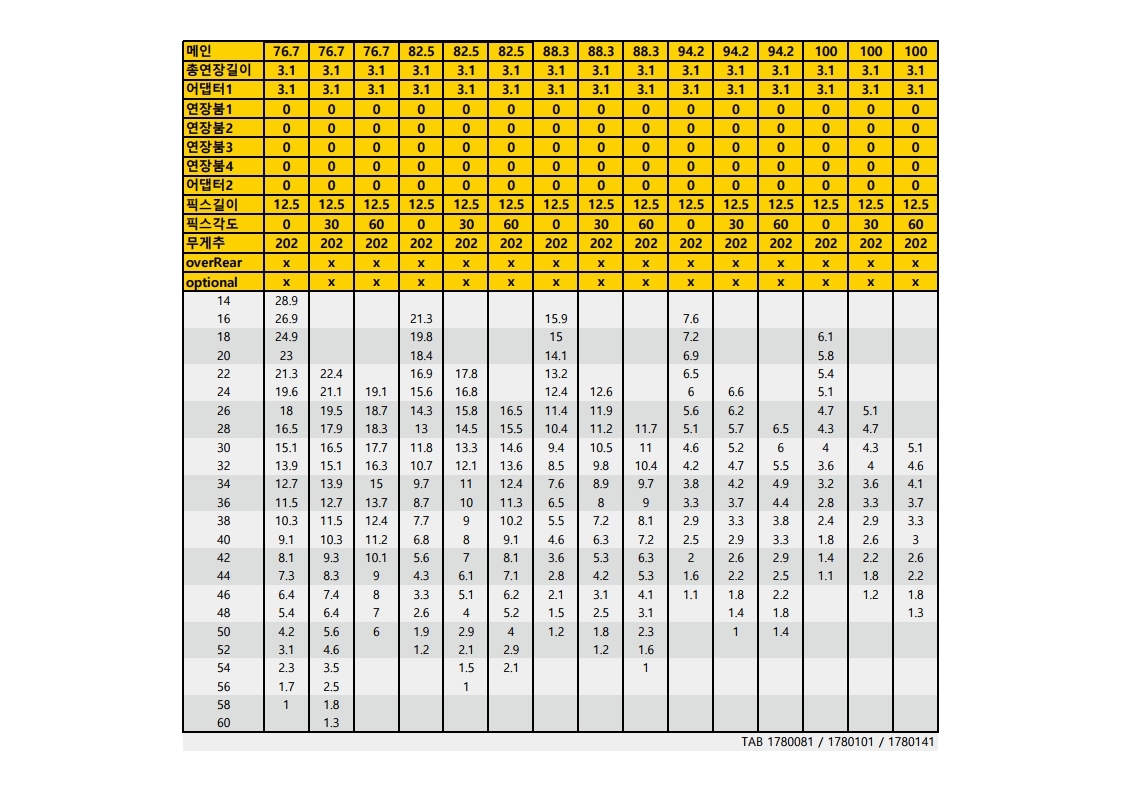 메인 76.7 76.7 76.7 82.5 82.5 82.5 88.3 88.3 88.3 94.2 94.2 94.2 100 100 100
총연장길이 3.1 3.1 3.1 3.1 3.1 3.1 3.1 3.1 3.1 3.1 3.1 3.1 3.1 3.1 3.1
어댑터1 3.1 3.1 3.1 3.1 3.1 3.1 3.1 3.1 3.1 3.1 3.1 3.1 3.1 3.1 3.1
연장붐1 0 0 0 0 0 0 0 0 0 0 0 0 0 0 0
연장붐2 0 0 0 0 0 0 0 0 0 0 0 0 0 0 0
연장붐3 0 0 0 0 0 0 0 0 0 0 0 0 0 0 0
연장붐4 0 0 0 0 0 0 0 0 0 0 0 0 0 0 0
어댑터2 0 0 0 0 0 0 0 0 0 0 0 0 0 0 0
픽스길이 12.5 12.5 12.5 12.5 12.5 12.5 12.5 12.5 12.5 12.5 12.5 12.5 12.5 12.5 12.5
픽스각도 0 30 60 0 30 60 0 30 60 0 30 60 0 30 60
무게추 202 202 202 202 202 202 202 202 202 202 202 202 202 202 202
overRear x x x x x x x x x x x x x x x
optional x x x x x x x x x x x x x x x
14 28.9
16 26.9 21.3 15.9 7.6
18 24.9 19.8 15 7.2 6.1
20 23 18.4 14.1 6.9 5.8
22 21.3 22.4 16.9 17.8 13.2 6.5 5.4
24 19.6 21.1 19.1 15.6 16.8 12.4 12.6 6 6.6 5.1
26 18 19.5 18.7 14.3 15.8 16.5 11.4 11.9 5.6 6.2 4.7 5.1
28 16.5 17.9 18.3 13 14.5 15.5 10.4 11.2 11.7 5.1 5.7 6.5 4.3 4.7
30 15.1 16.5 17.7 11.8 13.3 14.6 9.4 10.5 11 4.6 5.2 6 4 4.3 5.1
32 13.9 15.1 16.3 10.7 12.1 13.6 8.5 9.8 10.4 4.2 4.7 5.5 3.6 4 4.6
34 12.7 13.9 15 9.7 11 12.4 7.6 8.9 9.7 3.8 4.2 4.9 3.2 3.6 4.1
36 11.5 12.7 13.7 8.7 10 11.3 6.5 8 9 3.3 3.7 4.4 2.8 3.3 3.7
38 10.3 11.5 12.4 7.7 9 10.2 5.5 7.2 8.1 2.9 3.3 3.8 2.4 2.9 3.3
40 9.1 10.3 11.2 6.8 8 9.1 4.6 6.3 7.2 2.5 2.9 3.3 1.8 2.6 3
42 8.1 9.3 10.1 5.6 7 8.1 3.6 5.3 6.3 2 2.6 2.9 1.4 2.2 2.6
44 7.3 8.3 9 4.3 6.1 7.1 2.8 4.2 5.3 1.6 2.2 2.5 1.1 1.8 2.2
46 6.4 7.4 8 3.3 5.1 6.2 2.1 3.1 4.1 1.1 1.8 2.2 1.2 1.8
48 5.4 6.4 7 2.6 4 5.2 1.5 2.5 3.1 1.4 1.8 1.3
50 4.2 5.6 6 1.9 2.9 4 1.2 1.8 2.3 1 1.4
52 3.1 4.6 1.2 2.1 2.9 1.2 1.6
54 2.3 3.5 1.5 2.1 1
56 1.7 2.5 1
58 1 1.8
60 1.3
TAB 1780081 / 1780101 / 1780141